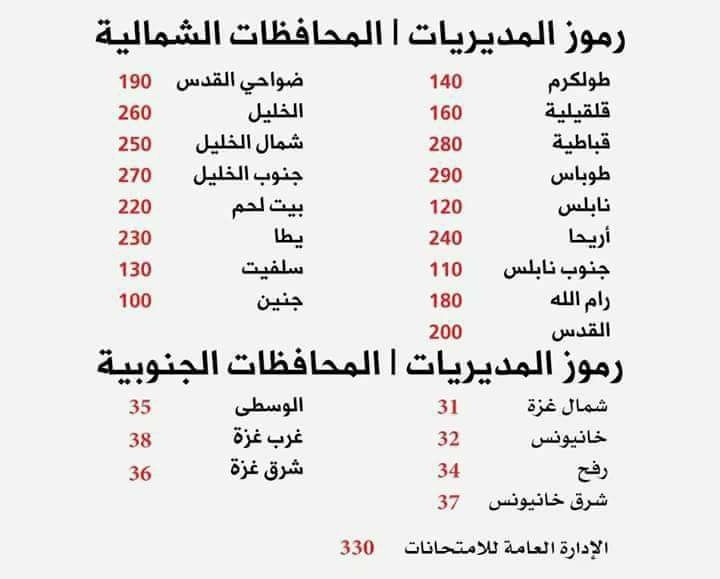 رموز المديريات | المحافظات الشمالية
طولكرم 140 ضواحي القدس 190
قلقيلية 160 الخليل 260
قباطية 280 شمال الخليل 250
طوباس 290 جنوب الخليل 270
نابلس 120 بيت لحم 220
أريحا 240 يطا 230
جنوب نابلس 110 سلفيت 130
رام الله 180 جنين 100
القدس 200
رموز المديريات | المحافظات الجنوبية
شمال غزة 31 الوسطى 35
خانيونس 32 غرب غزة 38
رفح 34 شرق غزة 36
شرق خانيونس 37
الإدارة العامة للامتحانات 330